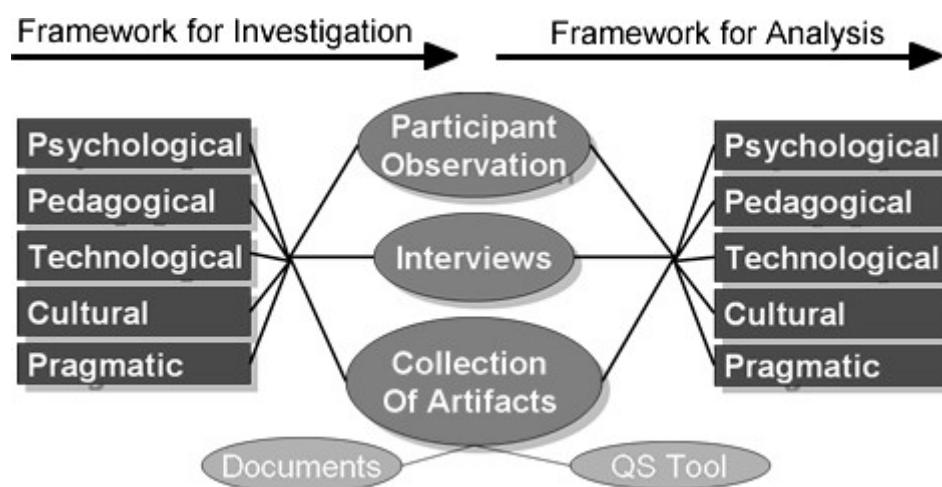 Framework for Investigation
Framework for Analysis
Psychological
Pedagogical
Technological
Cultural
Pragmatic
Participant
Observation
Interviews
Collection
Of Artifacts
Documents
QS Tool
Psychological
Pedagogical
Technological
Cultural
Pragmatic